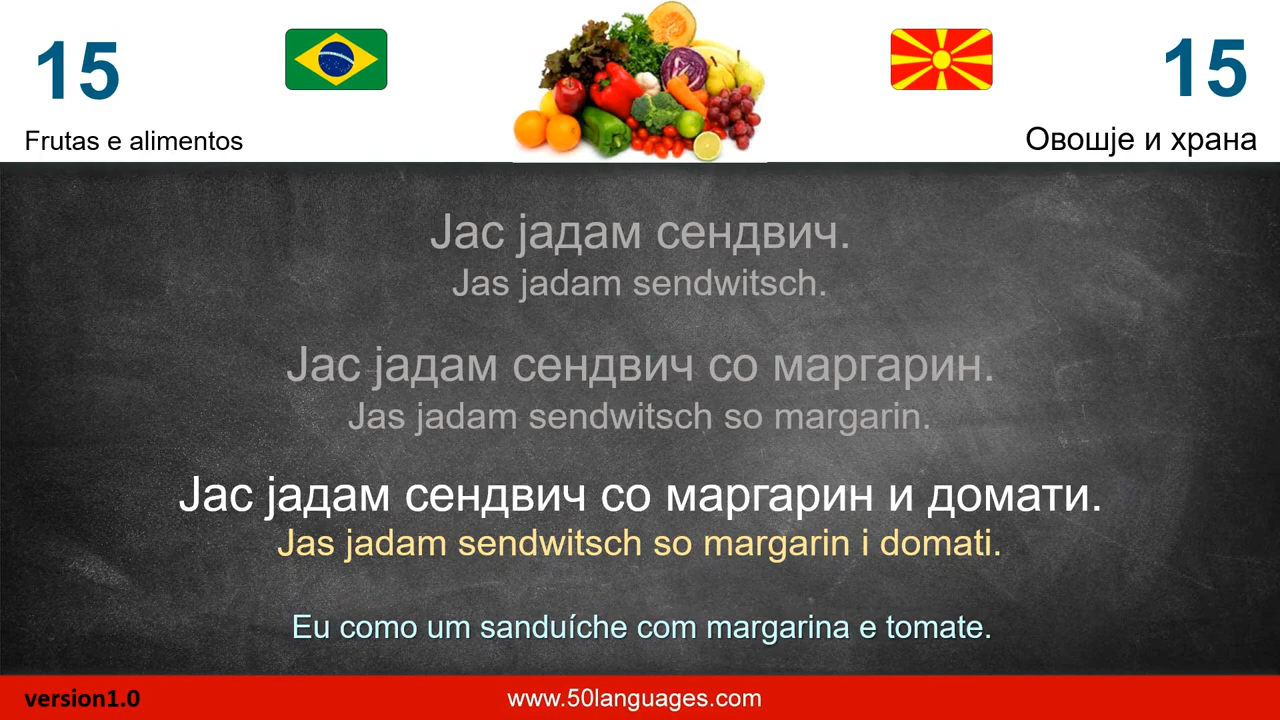 15
15
Frutas e alimentos
Овошје и храна
Јас јадам сендвич.
Jas jadam sendwitsch.
Јас јадам сендвич со маргарин.
Jas jadam sendwitsch so margarin.
Јас јадам сендвич со маргарин и домати.
Jas jadam sendwitsch so margarin i domati.
Eu como um sanduíche com margarina e tomate.
version1.0
www.50languages.com